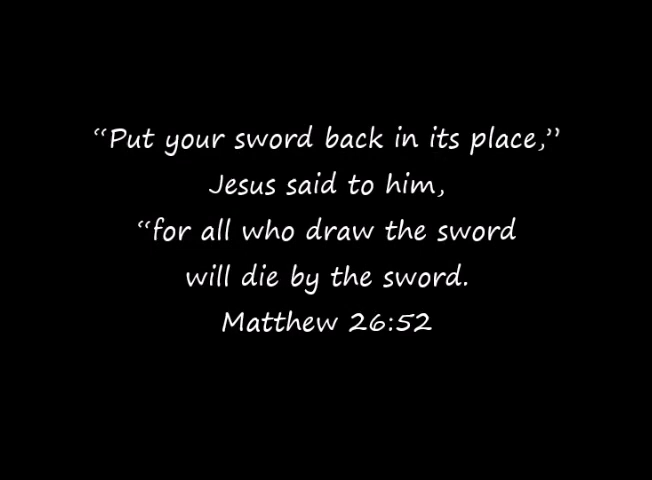 “Put your sword back in its place,”
Jesus said to him,
“for all who draw the sword
will die by the sword.
Matthew 26:52